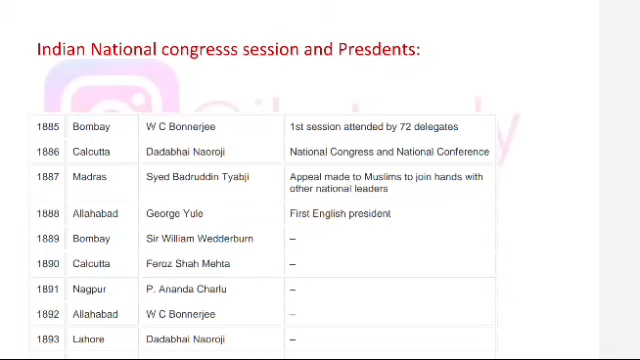 Indian National congresss session and Presdents:
1885 Bombay W C Bonnerjee 1st session attended by 72 delegates
1886 Calcutta Dadabhai Naoroji National Congress and National Conference
1887 Madras Syed Badruddin Tyabji Appeal made to Muslims to join hands with
other national leaders
1888 Allahabad George Yule First English president
1889 Bombay Sir William Wedderburn –
1890 Calcutta Feroz Shah Mehta –
1891 Nagpur P. Ananda Charlu –
1892 Allahabad W C Bonnerjee –
1893 Lahore Dadabhai Naoroji –